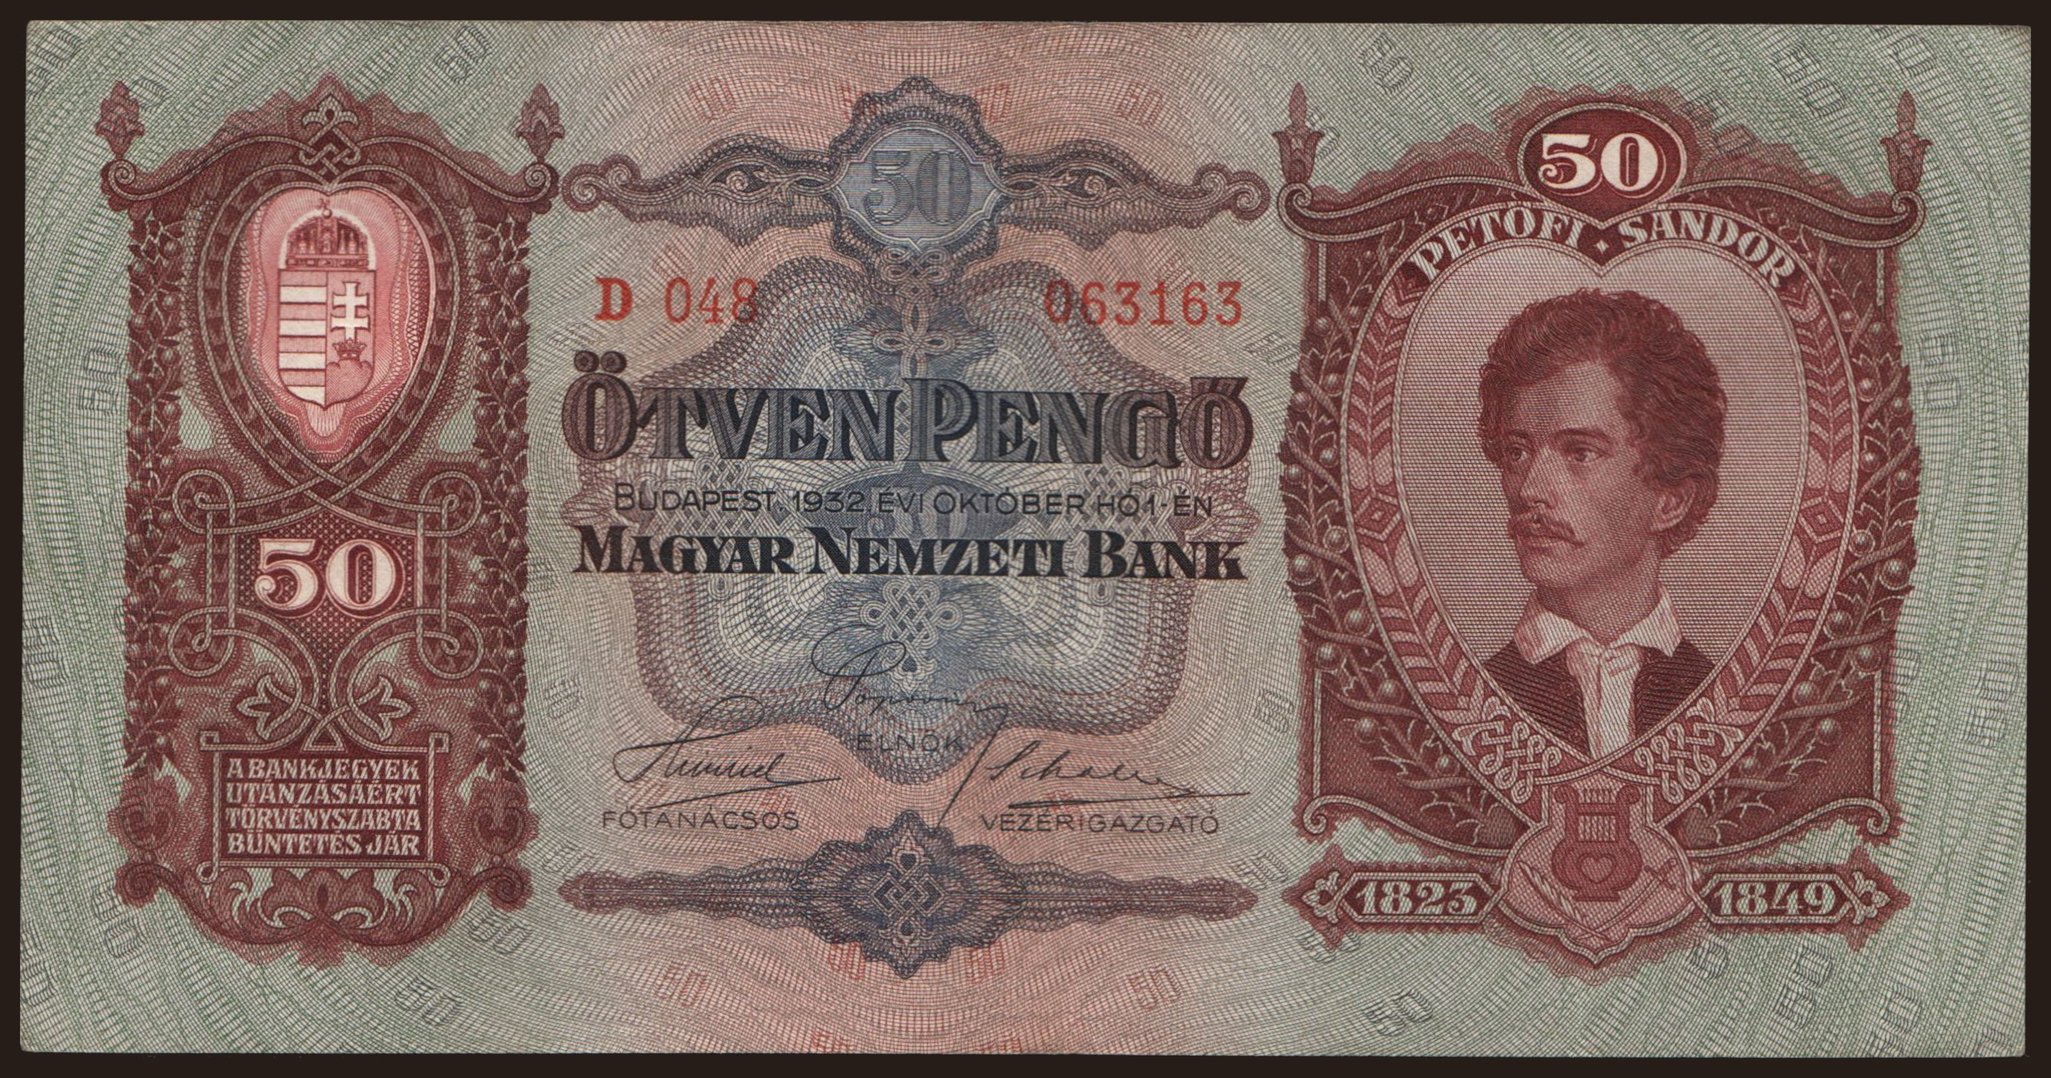 50
50
PETŐFI · SÁNDOR
D 048 063163
ÖTVEN PENGŐ
BUDAPEST, 1932. ÉVI OKTÓBER HÓ 1-ÉN
MAGYAR NEMZETI BANK
50
ELNÖK
FŐTANÁCSOS VEZÉRIGAZGATÓ
A BANKJEGYEK
UTÁNZÁSÁÉRT
TÖRVÉNYSZABTA
BÜNTETÉS JÁR
1823 1849